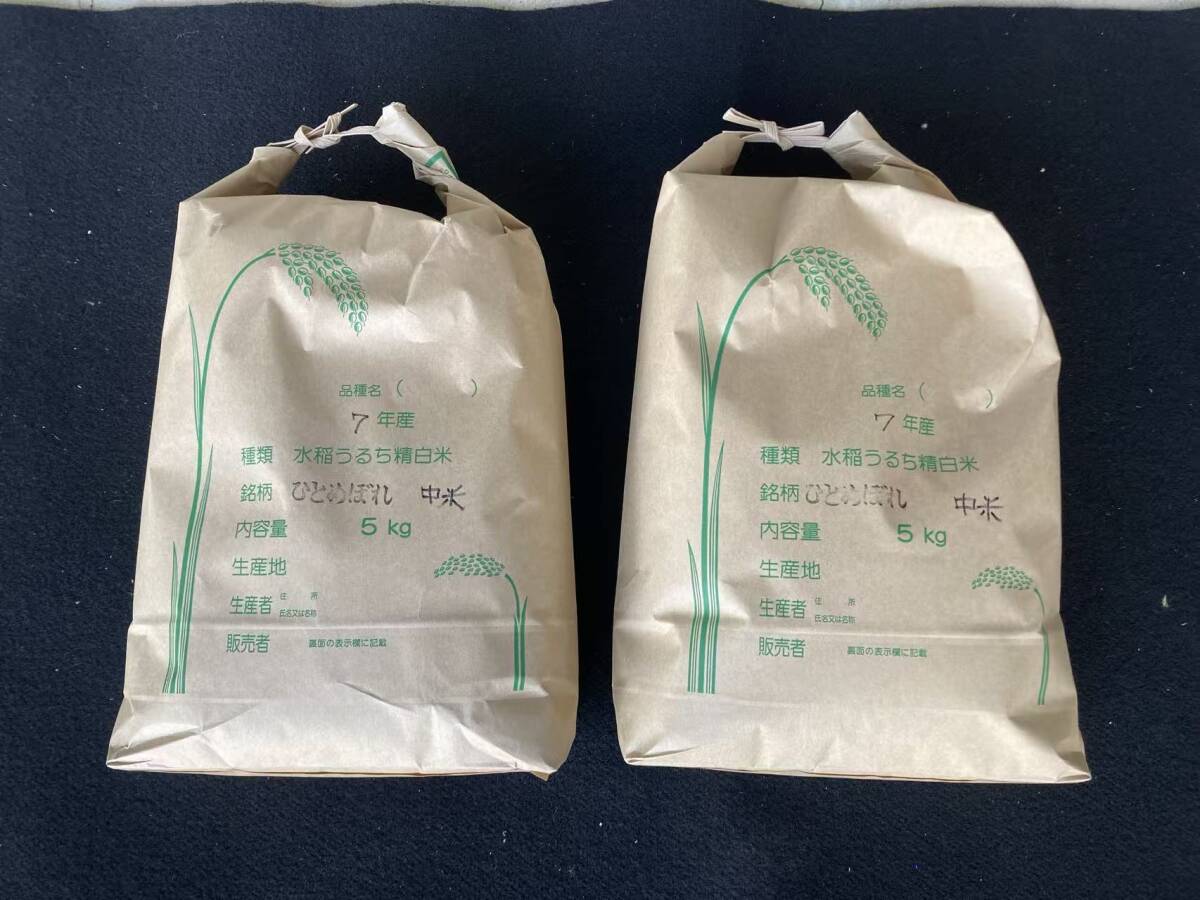 品種名 ( )
7 年産
種類 水稲うるち精白米
銘柄 ひとめぼれ 中米
内容量 5 kg
生産地
生産者 住 所
氏名又は名称
販売者 裏面の表示欄に記載
品種名 ( )
7 年産
種類 水稲うるち精白米
銘柄 ひとめぼれ 中米
内容量 5 kg
生産地
生産者 住 所
氏名又は名称
販売者 裏面の表示欄に記載